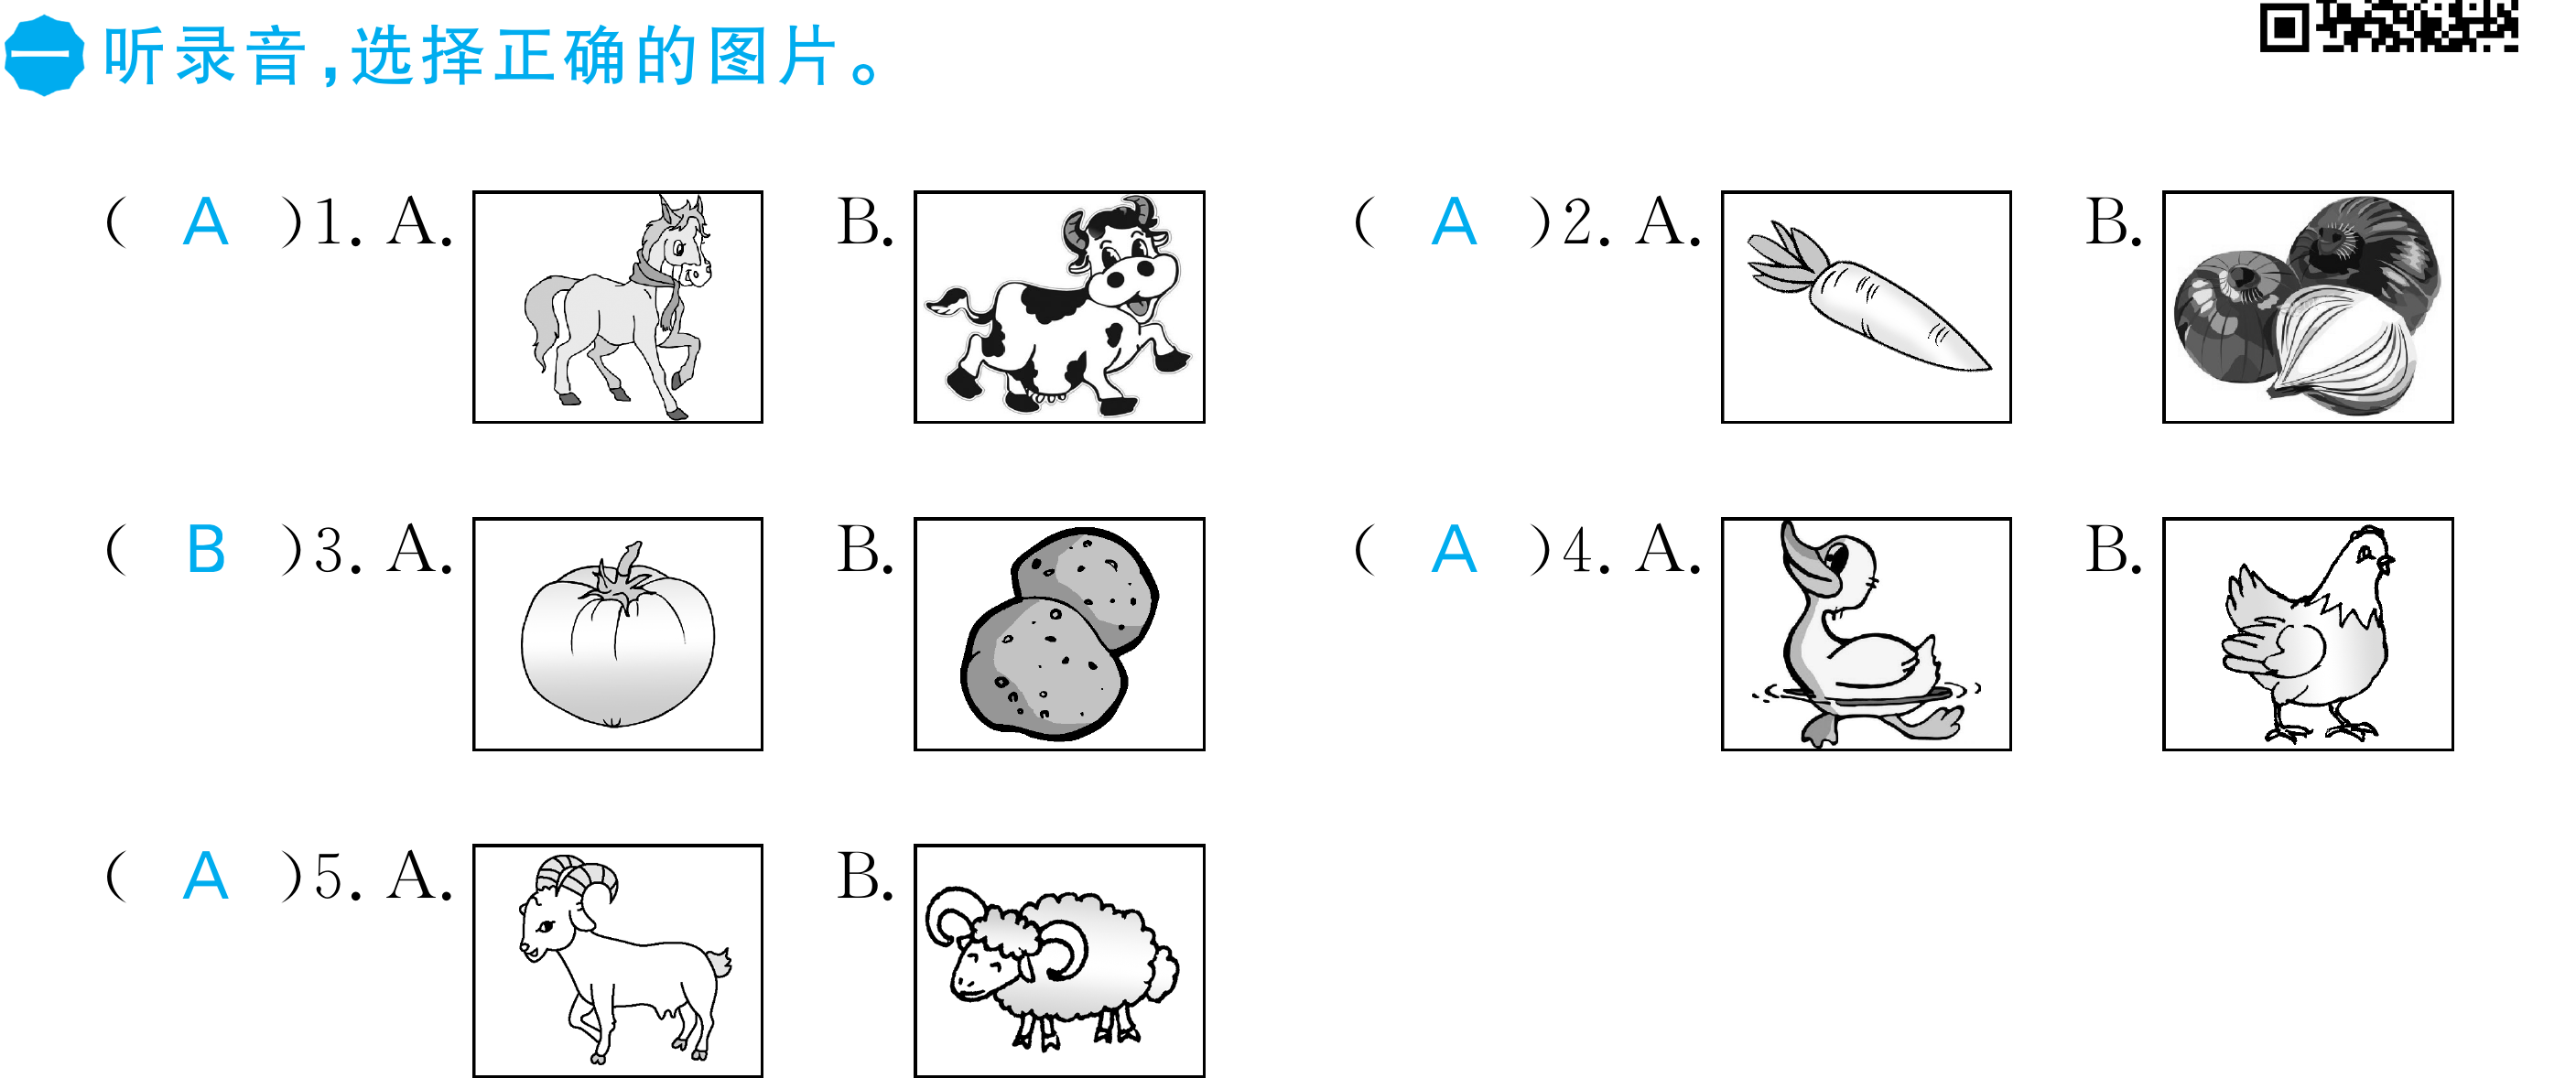 一 听录音,选择正确的图片。
( A )1. A. B. ( A )2. A. B.
( B )3. A. B. ( A )4. A. B.
( A )5. A. B.